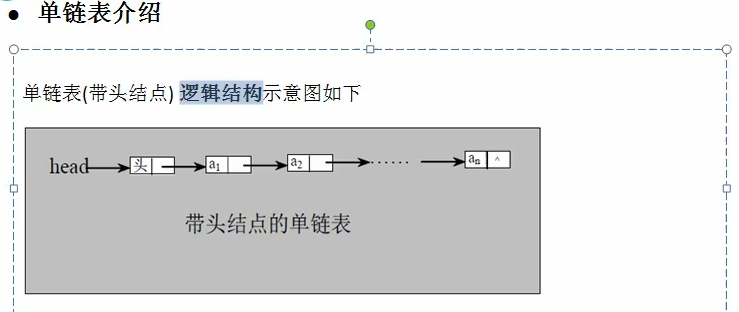 ● 单链表介绍
单链表(带头结点) 逻辑结构示意图如下
head 头 a1 a2 ······ an ^
带头结点的单链表